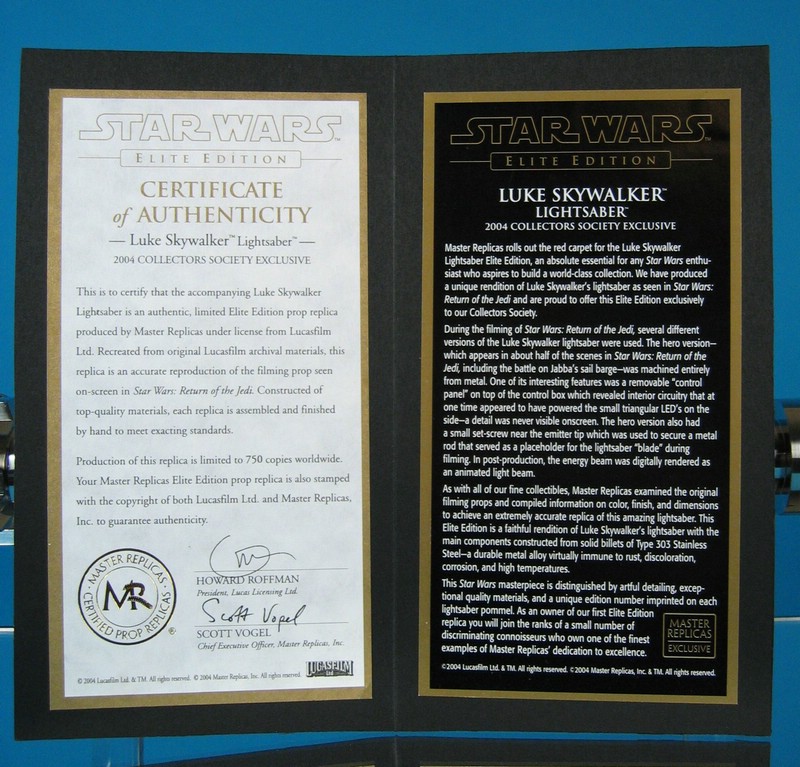 STAR WARS™
ELITE EDITION
CERTIFICATE
of AUTHENTICITY
— Luke Skywalker™ Lightsaber™ —
2004 COLLECTORS SOCIETY EXCLUSIVE
This is to certify that the accompanying Luke Skywalker
Lightsaber is an authentic, limited Elite Edition prop replica
produced by Master Replicas under license from Lucasfilm
Ltd. Recreated from original Lucasfilm archival materials, this
replica is an accurate reproduction of the filming prop seen
on-screen in Star Wars: Return of the Jedi. Constructed of
top-quality materials, each replica is assembled and finished
by hand to meet exacting standards.
Production of this replica is limited to 750 copies worldwide.
Your Master Replicas Elite Edition prop replica is also stamped
with the copyright of both Lucasfilm Ltd. and Master Replicas,
Inc. to guarantee authenticity.
MASTER REPLICAS
MR
CERTIFIED PROP REPLICAS
®
HOWARD ROFFMAN
President, Lucas Licensing Ltd.
Scott Vogel
SCOTT VOGEL
Chief Executive Officer, Master Replicas, Inc.
LUCASFILM
Ltd
©2004 Lucasfilm Ltd. & TM. All rights reserved. © 2004 Master Replicas, Inc. All rights reserved.
STAR WARS™
ELITE EDITION
LUKE SKYWALKER™
LIGHTSABER™
2004 COLLECTORS SOCIETY EXCLUSIVE
Master Replicas rolls out the red carpet for the Luke Skywalker
Lightsaber Elite Edition, an absolute essential for any Star Wars enthu-
siast who aspires to build a world-class collection. We have produced
a unique rendition of Luke Skywalker's lightsaber as seen in Star Wars:
Return of the Jedi and are proud to offer this Elite Edition exclusively
to our Collectors Society.
During the filming of Star Wars: Return of the Jedi, several different
versions of the Luke Skywalker lightsaber were used. The hero version—
which appears in about half of the scenes in Star Wars: Return of the
Jedi, including the battle on Jabba's sail barge—was machined entirely
from metal. One of its interesting features was a removable "control
panel" on top of the control box which revealed interior circuitry that at
one time appeared to have powered the small triangular LED's on the
side—a detail was never visible onscreen. The hero version also had
a small set-screw near the emitter tip which was used to secure a metal
rod that served as a placeholder for the lightsaber "blade" during
filming. In post-production, the energy beam was digitally rendered as
an animated light beam.
As with all of our fine collectibles, Master Replicas examined the original
filming props and compiled information on color, finish, and dimensions
to achieve an extremely accurate replica of this amazing lightsaber. This
Elite Edition is a faithful rendition of Luke Skywalker's lightsaber with the
main components constructed from solid billets of Type 303 Stainless
Steel—a durable metal alloy virtually immune to rust, discoloration,
corrosion, and high temperatures.
This Star Wars masterpiece is distinguished by artful detailing, excep-
tional quality materials, and a unique edition number imprinted on each
lightsaber pommel. As an owner of our first Elite Edition
replica you will join the ranks of a small number of
discriminating connoisseurs who own one of the finest
examples of Master Replicas' dedication to excellence.
MASTER
REPLICAS
EXCLUSIVE
©2004 Lucasfilm Ltd. & TM. All rights reserved. ©2004 Master Replicas, Inc. & TM. All rights reserved.